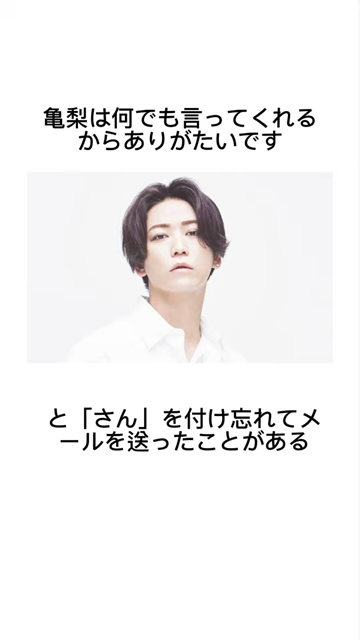 亀梨は何でも言ってくれる
からありがたいです
と「さん」を付け忘れてメ
ールを送ったことがある